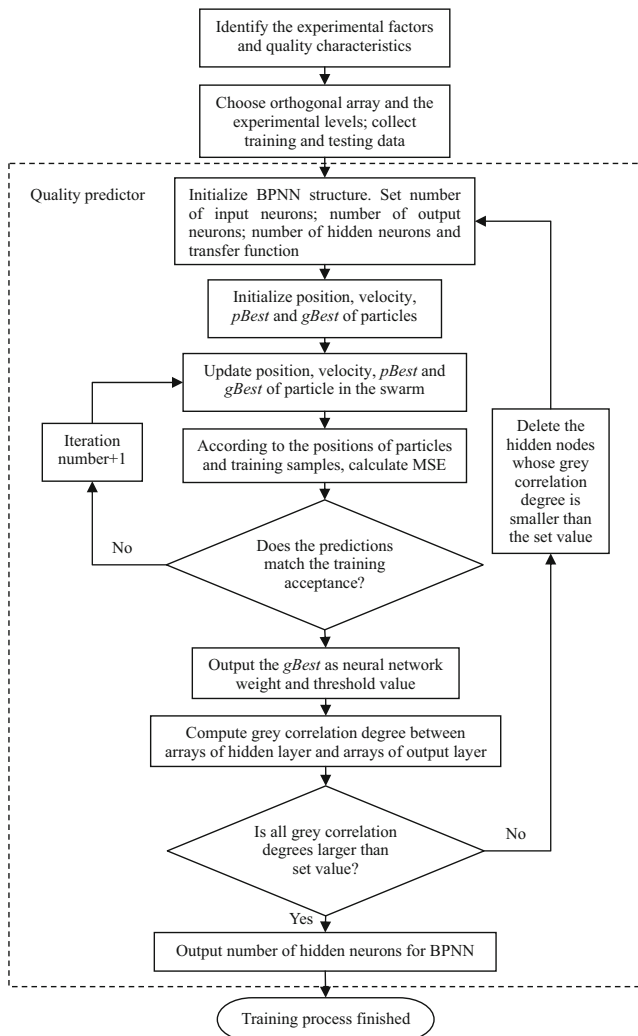 Identify the experimental factors
and quality characteristics
Choose orthogonal array and the
experimental levels; collect
training and testing data
Quality predictor
Initialize BPNN structure. Set number
of input neurons; number of output
neurons; number of hidden neurons and
transfer function
Initialize position, velocity,
pBest and gBest of particles
Update position, velocity, pBest and
gBest of particle in the swarm
Iteration
number+1
According to the positions of particles
and training samples, calculate MSE
Delete the
hidden nodes
whose grey
correlation
degree is
smaller than
the set value
No
Does the predictions
match the training
acceptance?
Output the gBest as neural network
weight and threshold value
Compute grey correlation degree between
arrays of hidden layer and arrays of output layer
Is all grey correlation
degrees larger than
set value?
No
Yes
Output number of hidden neurons for BPNN
Training process finished